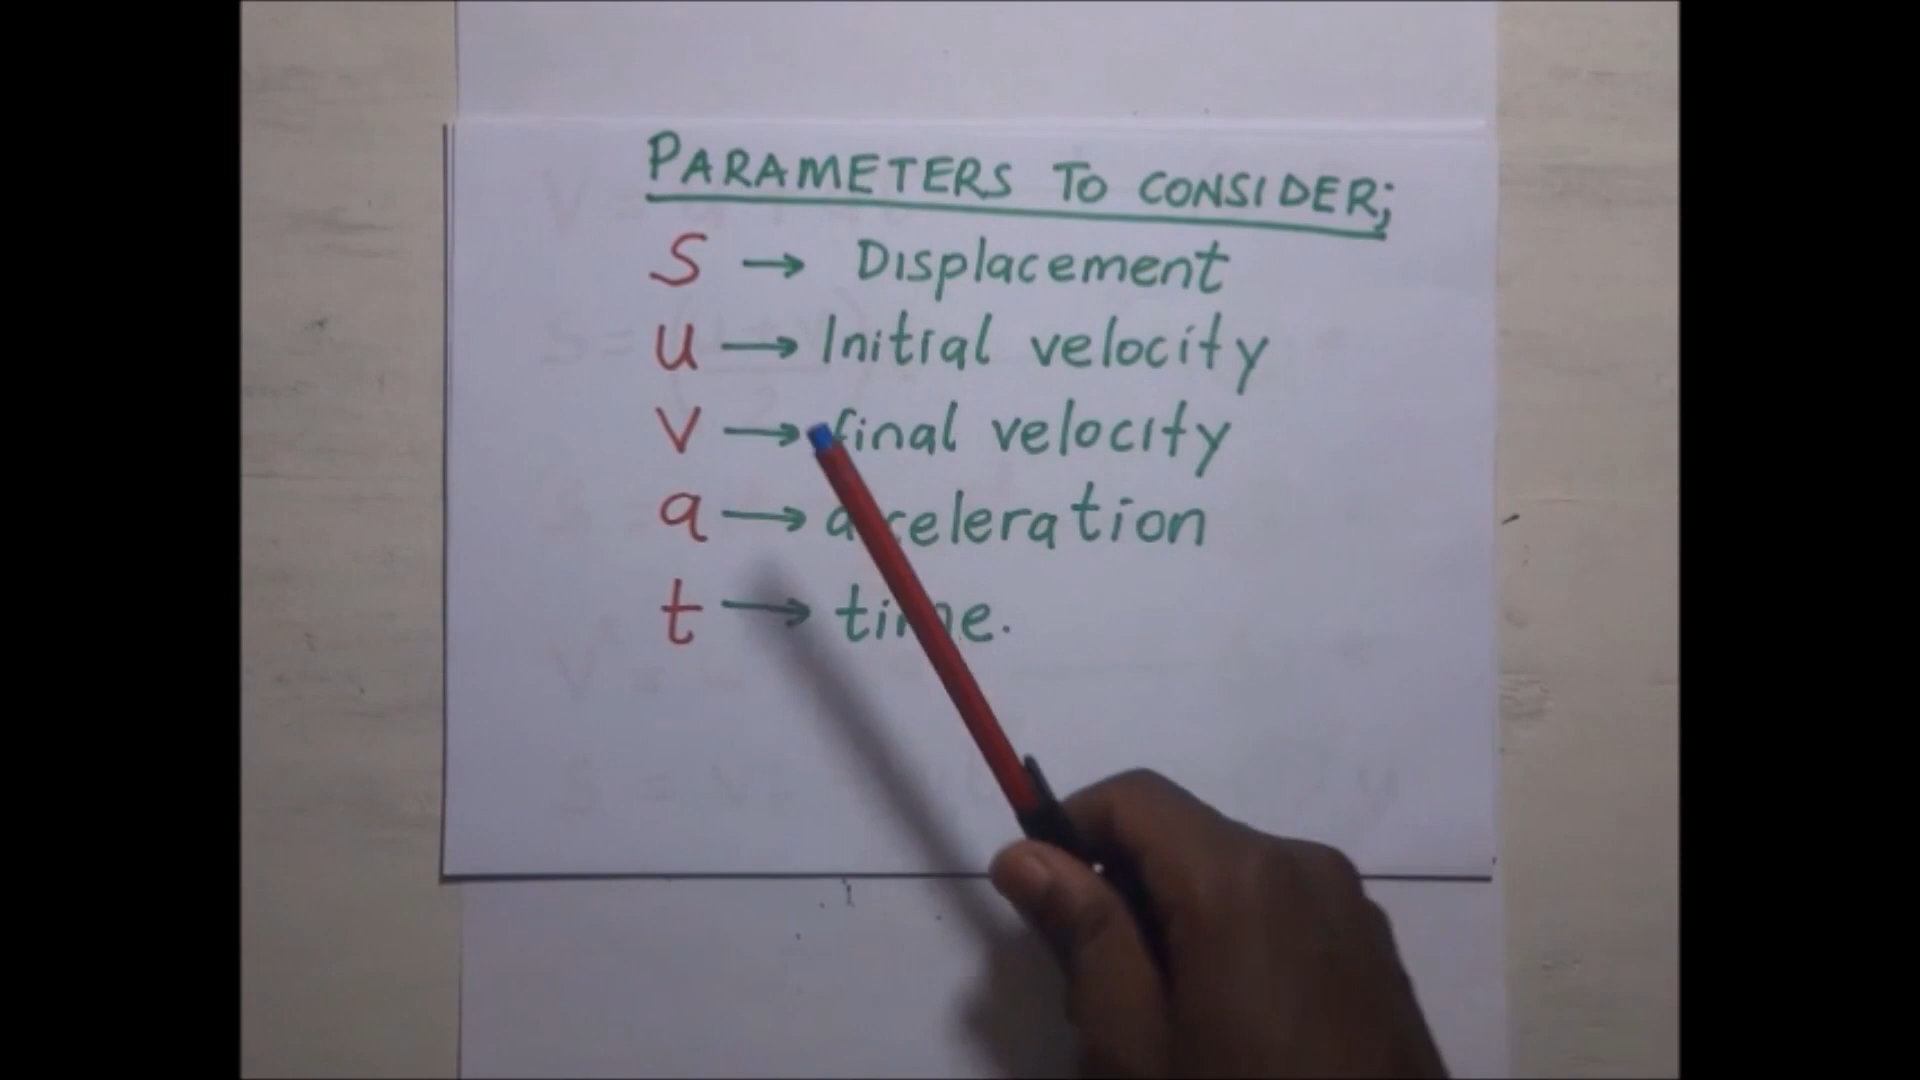 PARAMETERS TO CONSIDER;
S → Displacement
u → Initial velocity
v → final velocity
a → acceleration
t → time.